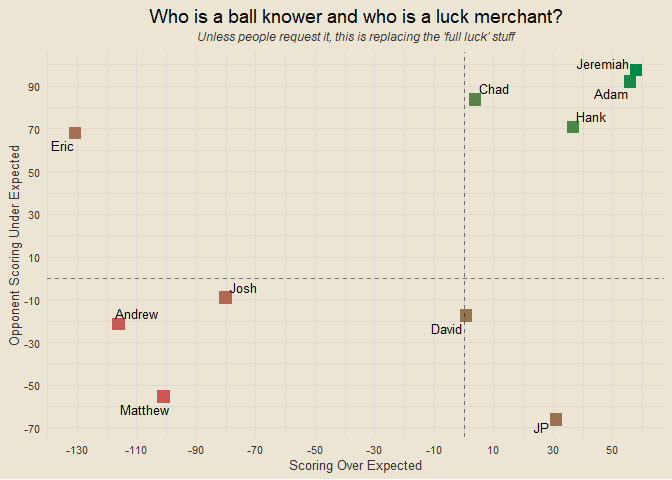 Who is a ball knower and who is a luck merchant?
Unless people request it, this is replacing the 'full luck' stuff
Opponent Scoring Under Expected
90
70
50
30
10
-10
-30
-50
-70
Jeremiah
Adam
Chad
Hank
Eric
Josh
Andrew
David
Matthew
JP
-130
-110
-90
-70
-50
-30
-10
10
30
50
Scoring Over Expected